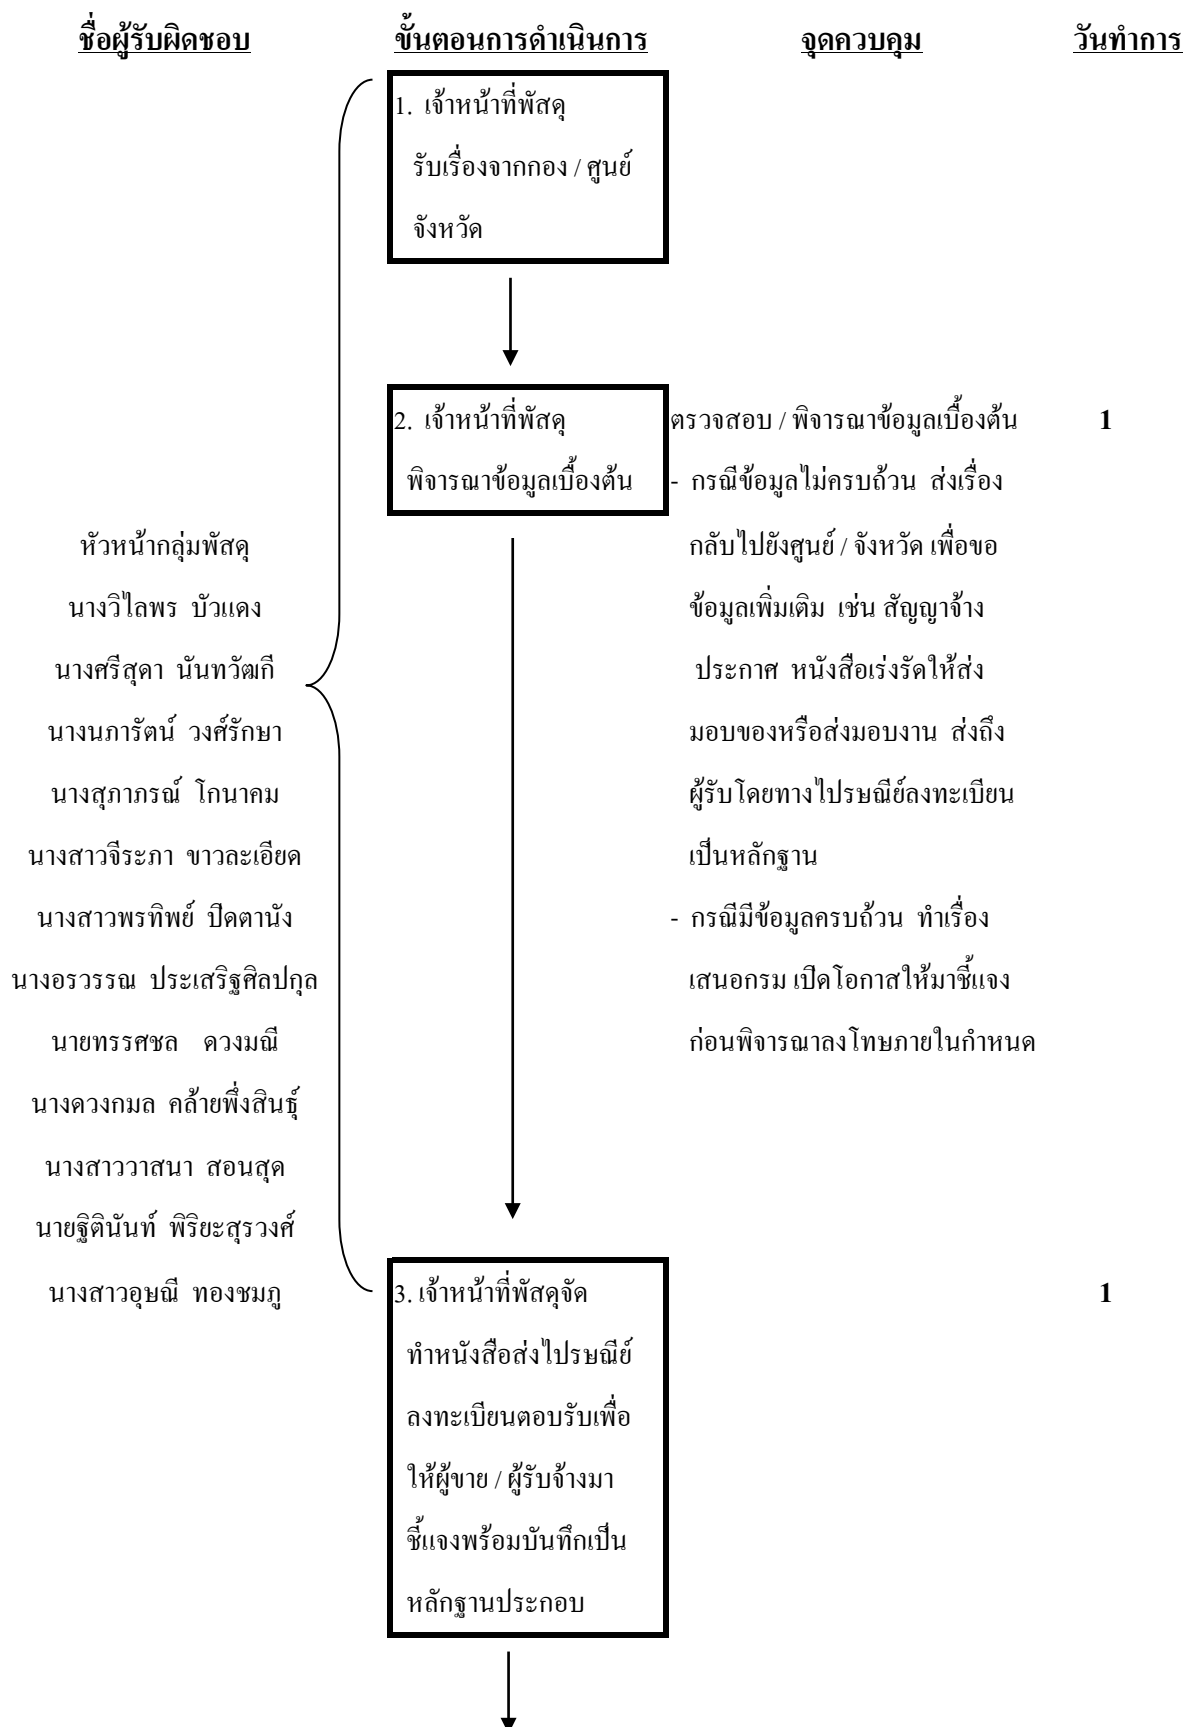 ชื่อผู้รับผิดชอบ ขั้นตอนการดำเนินการ จุดควบคุม วันทำการ
1. เจ้าหน้าที่พัสดุ
รับเรื่องจากกอง / ศูนย์
จังหวัด
2. เจ้าหน้าที่พัสดุ
พิจารณาข้อมูลเบื้องต้น
ตรวจสอบ / พิจารณาข้อมูลเบื้องต้น 1
- กรณีข้อมูลไม่ครบถ้วน ส่งเรื่อง
กลับไปยังศูนย์ / จังหวัด เพื่อขอ
ข้อมูลเพิ่มเติม เช่น สัญญาจ้าง
ประกาศ หนังสือเร่งรัดให้ส่ง
มอบของหรือส่งมอบงาน ส่งถึง
ผู้รับโดยทางไปรษณีย์ลงทะเบียน
เป็นหลักฐาน
- กรณีมีข้อมูลครบถ้วน ทำเรื่อง
เสนอกรม เปิดโอกาสให้มาชี้แจง
ก่อนพิจารณาลงโทษภายในกำหนด
หัวหน้ากลุ่มพัสดุ
นางวิไลพร บัวแดง
นางศรีสุดา นันทวัฒกี
นางนภารัตน์ วงศ์รักษา
นางสุภาภรณ์ โกนาคม
นางสาวจีระภา ขาวละเอียด
นางสาวพรทิพย์ ปีดตานัง
นางอรวรรณ ประเสริฐศิลปกุล
นายทรรศชล ดวงมณี
นางดวงกมล คล้ายพึ่งสินธุ์
นางสาววาสนา สอนสุด
นายฐิตินันท์ พิริยะสุรวงศ์
นางสาวอุษณี ทองชมภู
3. เจ้าหน้าที่พัสดุจัด 1
ทำหนังสือส่งไปรษณีย์
ลงทะเบียนตอบรับเพื่อ
ให้ผู้ขาย / ผู้รับจ้างมา
ชี้แจงพร้อมบันทึกเป็น
หลักฐานประกอบ